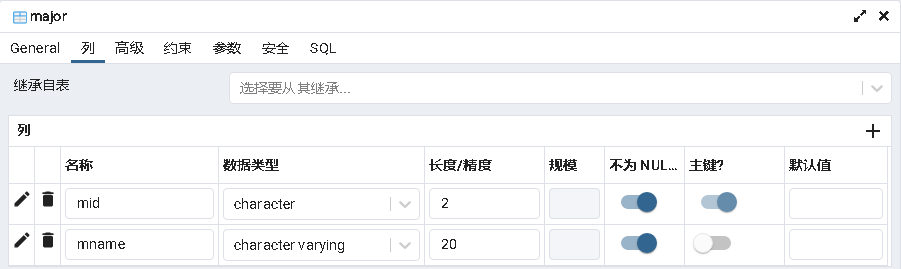 major
General 列 高级 约束 参数 安全 SQL
继承自表 选择要从其继承...
列
名称 数据类型 长度/精度 规模 不为 NUL... 主键? 默认值
mid character 2
mname character varying 20